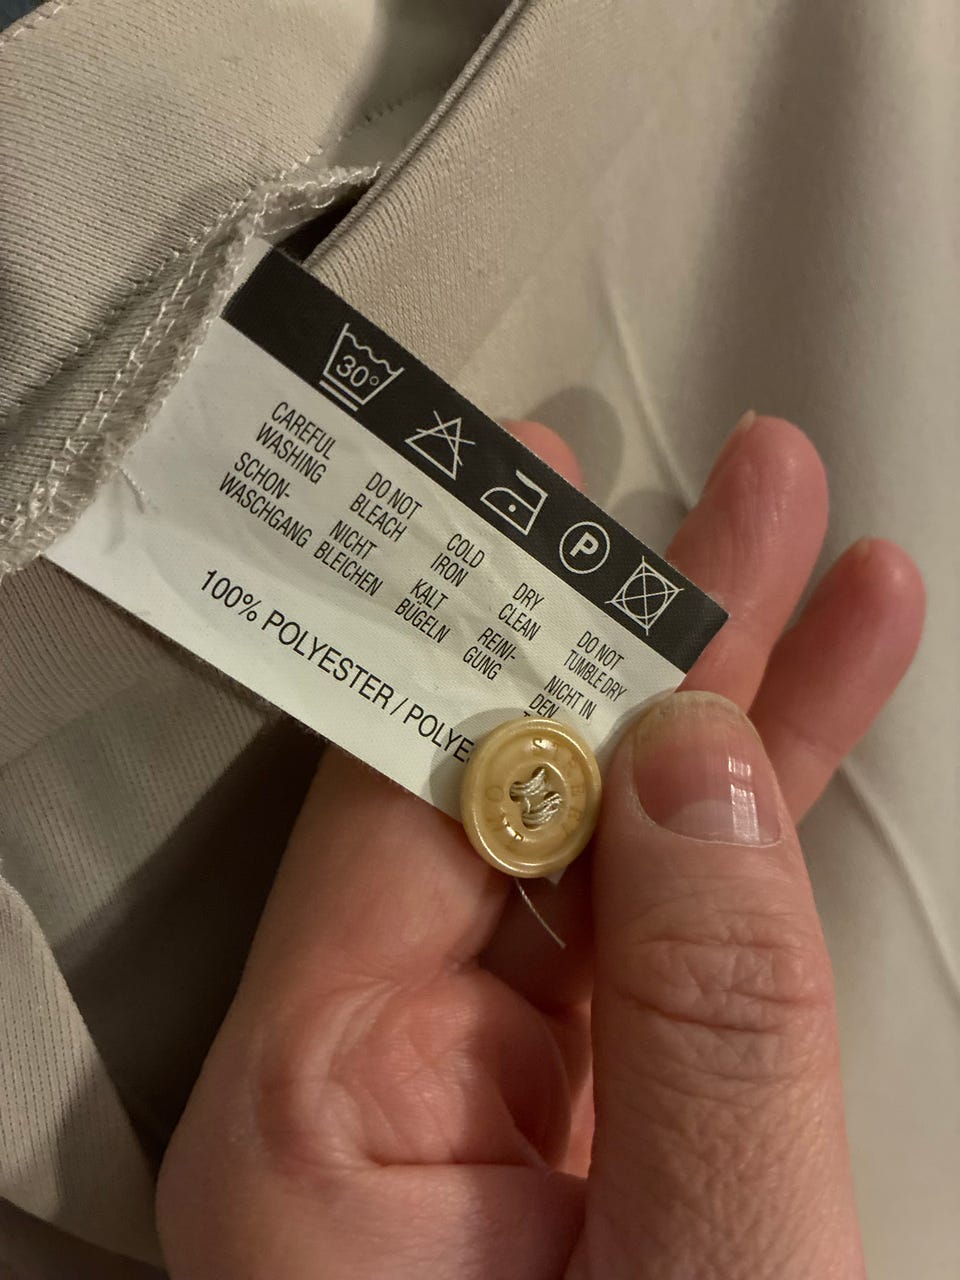 30°
P
CAREFUL
WASHING
SCHON-
WASCHGANG
DO NOT
BLEACH
NICHT
BLEICHEN
COLD
IRON
KALT
BÜGELN
DRY
CLEAN
REINI-
GUNG
DO NOT
TUMBLE DRY
NICHT IN
DEN
100% POLYESTER / POLYE